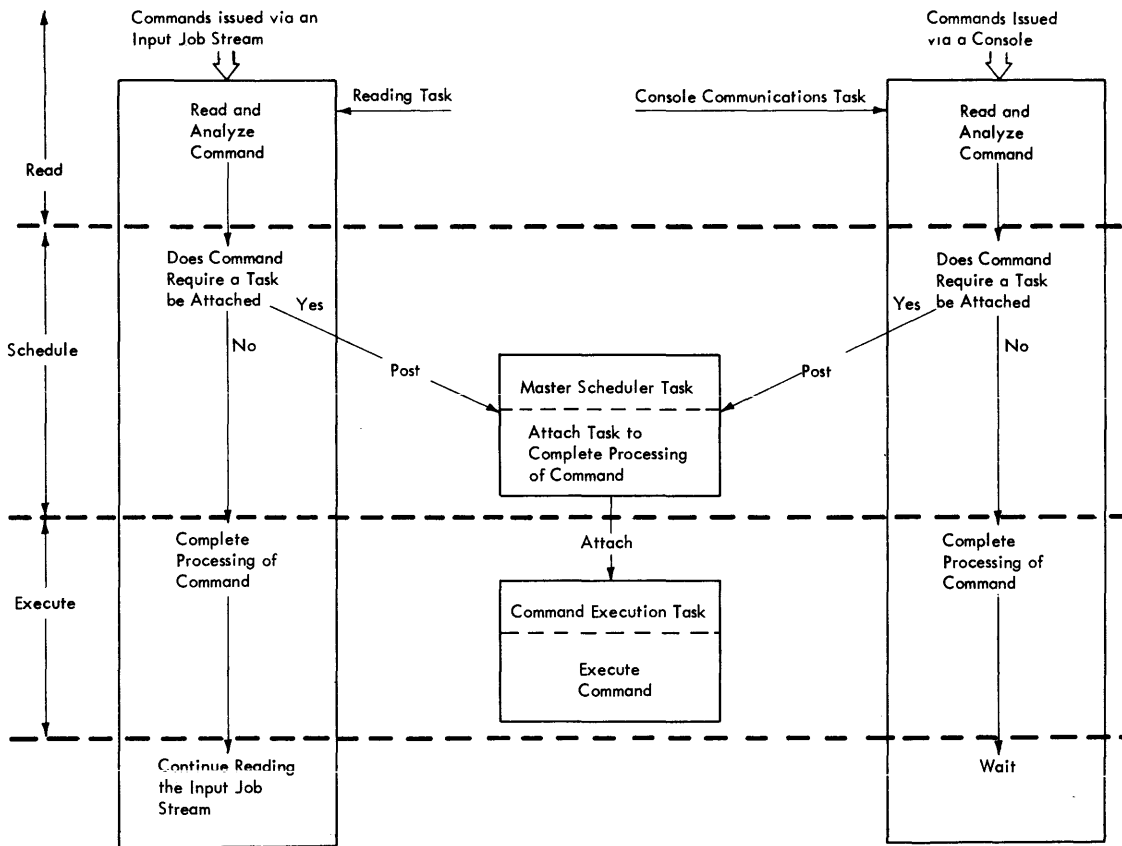 Commands issued via an
Input Job Stream
Commands Issued
via a Console
Reading Task
Console Communications Task
Read and
Analyze
Command
Read and
Analyze
Command
Read
Does Command
Require a Task
be Attached
Yes
Does Command
Require a Task
be Attached
Yes
Schedule
No
No
Post
Post
Master Scheduler Task
Attach Task to
Complete Processing
of Command
Complete
Processing of
Command
Attach
Complete
Processing of
Command
Execute
Command Execution Task
Execute
Command
Continue Reading
the Input Job
Stream
Wait